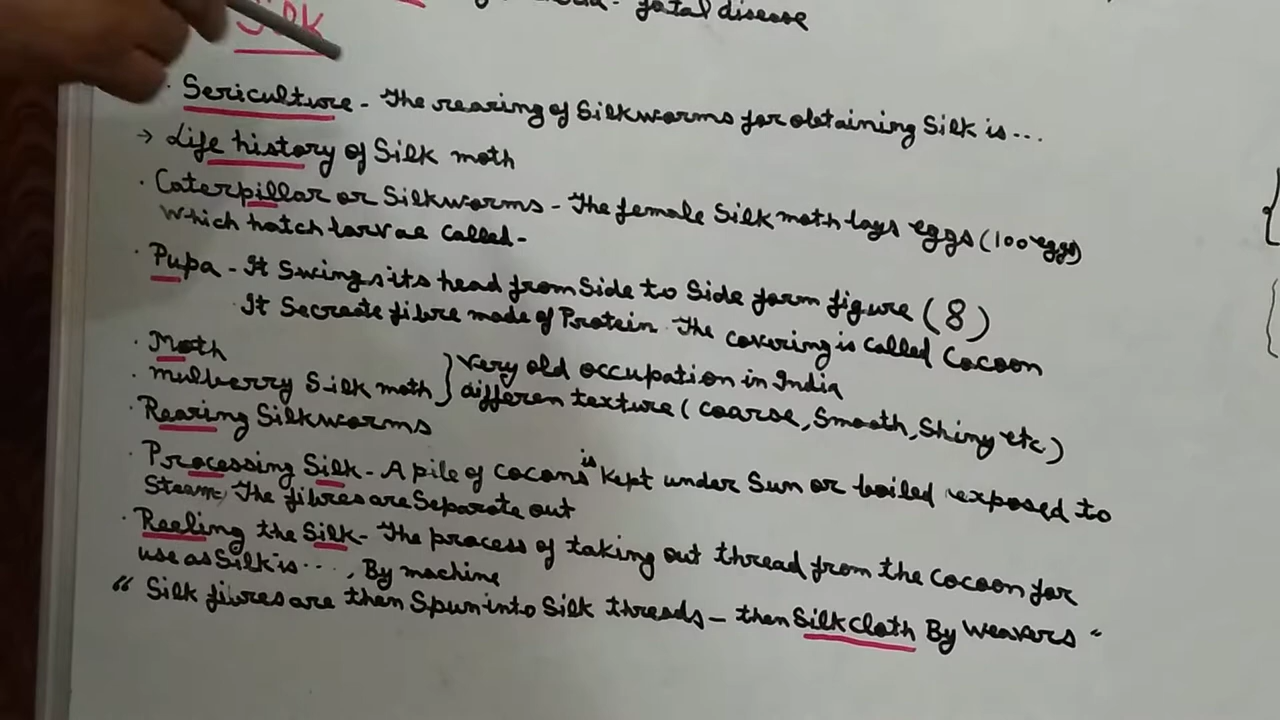 fatal disease
Silk
· Sericulture - The rearing of Silkworms for obtaining Silk is...
→ Life history of Silk moth
· Caterpillar or Silkworms - The female Silk moth lays eggs (100 eggs)
which hatch larvae called-
· Pupa - It Swings its head from Side to Side form figure (8)
It Secreate fibre made of Protein. The covering is called Cocoon
· Moth
· mulberry Silk moth } Very old occupation in India
differen texture (coarse, Smooth, Shiny etc)
· Rearing Silkworms
· Processing Silk - A pile of cocons is kept under Sun or boiled exposed to
Steam, The fibres are Separate out
· Reeling the Silk - The process of taking out thread from the cocoon for
use as Silk is ...., By machine
“ Silk fibres are then Spun into Silk threads - then Silk cloth By Weavers “